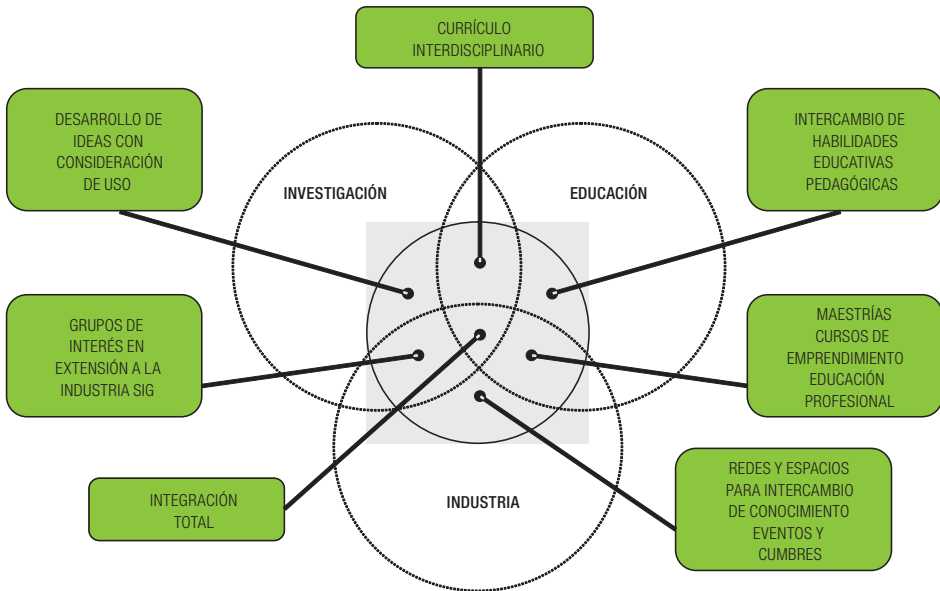 CURRÍCULO
INTERDISCIPLINARIO
DESARROLLO DE
IDEAS CON
CONSIDERACIÓN
DE USO
INTERCAMBIO DE
HABILIDADES
EDUCATIVAS
PEDAGÓGICAS
INVESTIGACIÓN
EDUCACIÓN
GRUPOS DE
INTERÉS EN
EXTENSIÓN A LA
INDUSTRIA SIG
MAESTRÍAS
CURSOS DE
EMPRENDIMIENTO
EDUCACIÓN
PROFESIONAL
INTEGRACIÓN
TOTAL
INDUSTRIA
REDES Y ESPACIOS
PARA INTERCAMBIO
DE CONOCIMIENTO
EVENTOS Y
CUMBRES